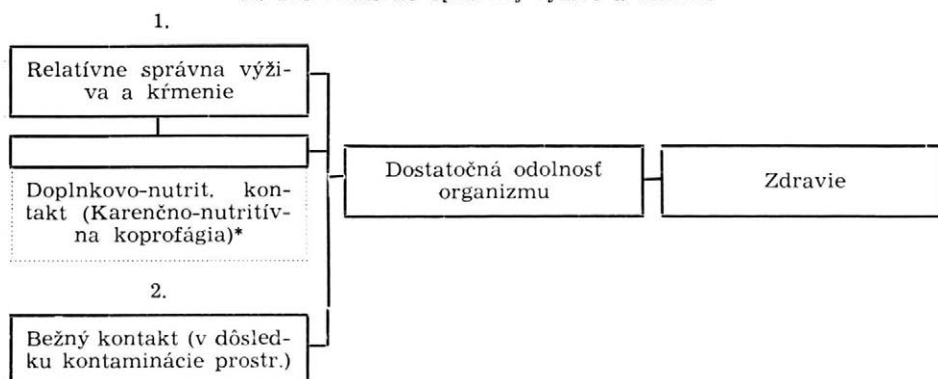 1.
Relatívne správna výži-
va a kŕmenie
Doplnkovo-nutrit. kon-
takt (Karenčno-nutritív-
na koprofágia)*
Dostatočná odolnosť
organizmu
Zdravie
2.
Bežný kontakt (v dôsled-
ku kontaminácie prostr.)